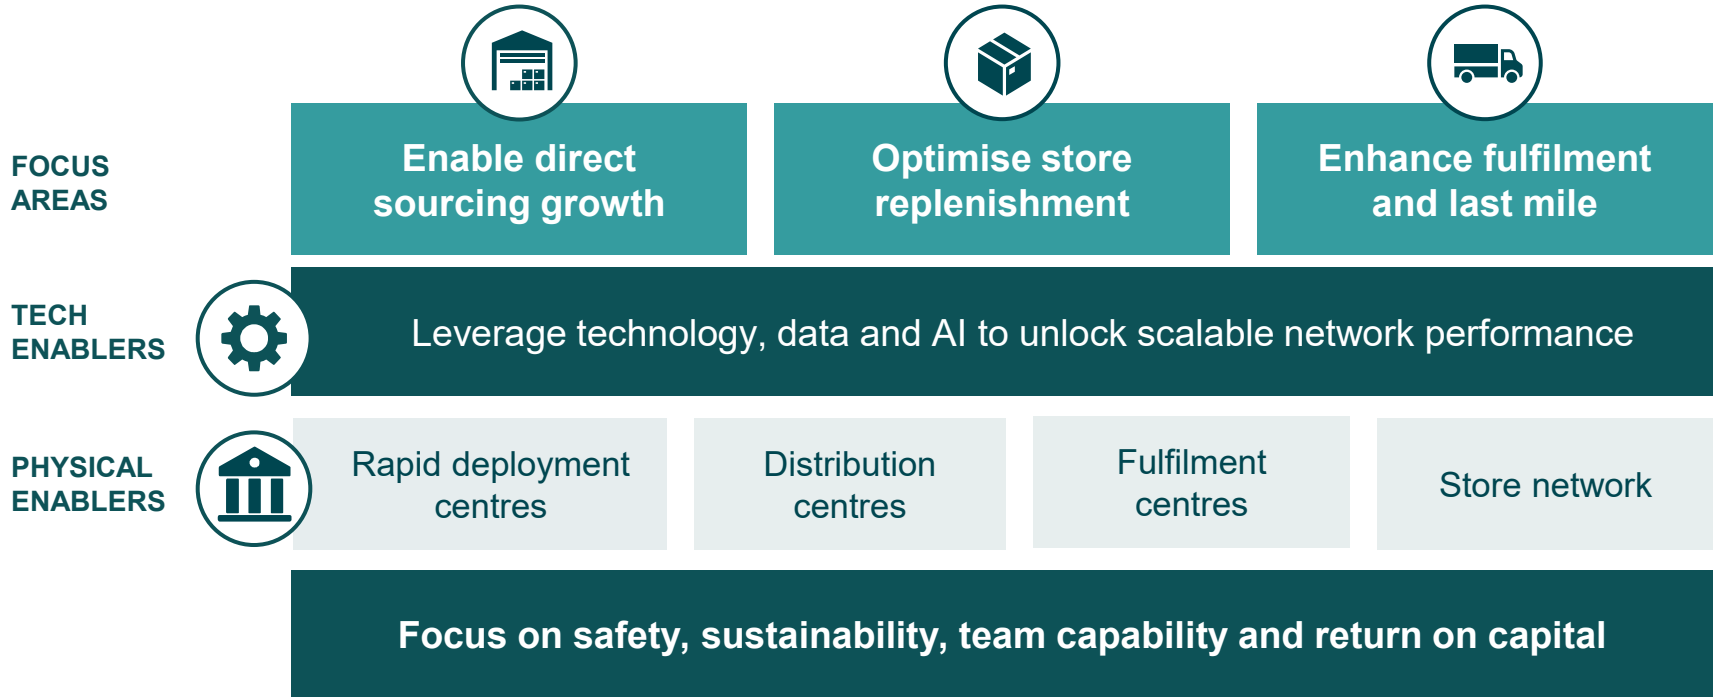 FOCUS
AREAS
Enable direct
sourcing growth
Optimise store
replenishment
Enhance fulfilment
and last mile
TECH
ENABLERS
Leverage technology, data and AI to unlock scalable network performance
PHYSICAL
ENABLERS
Rapid deployment
centres
Distribution
centres
Fulfilment
centres
Store network
Focus on safety, sustainability, team capability and return on capital